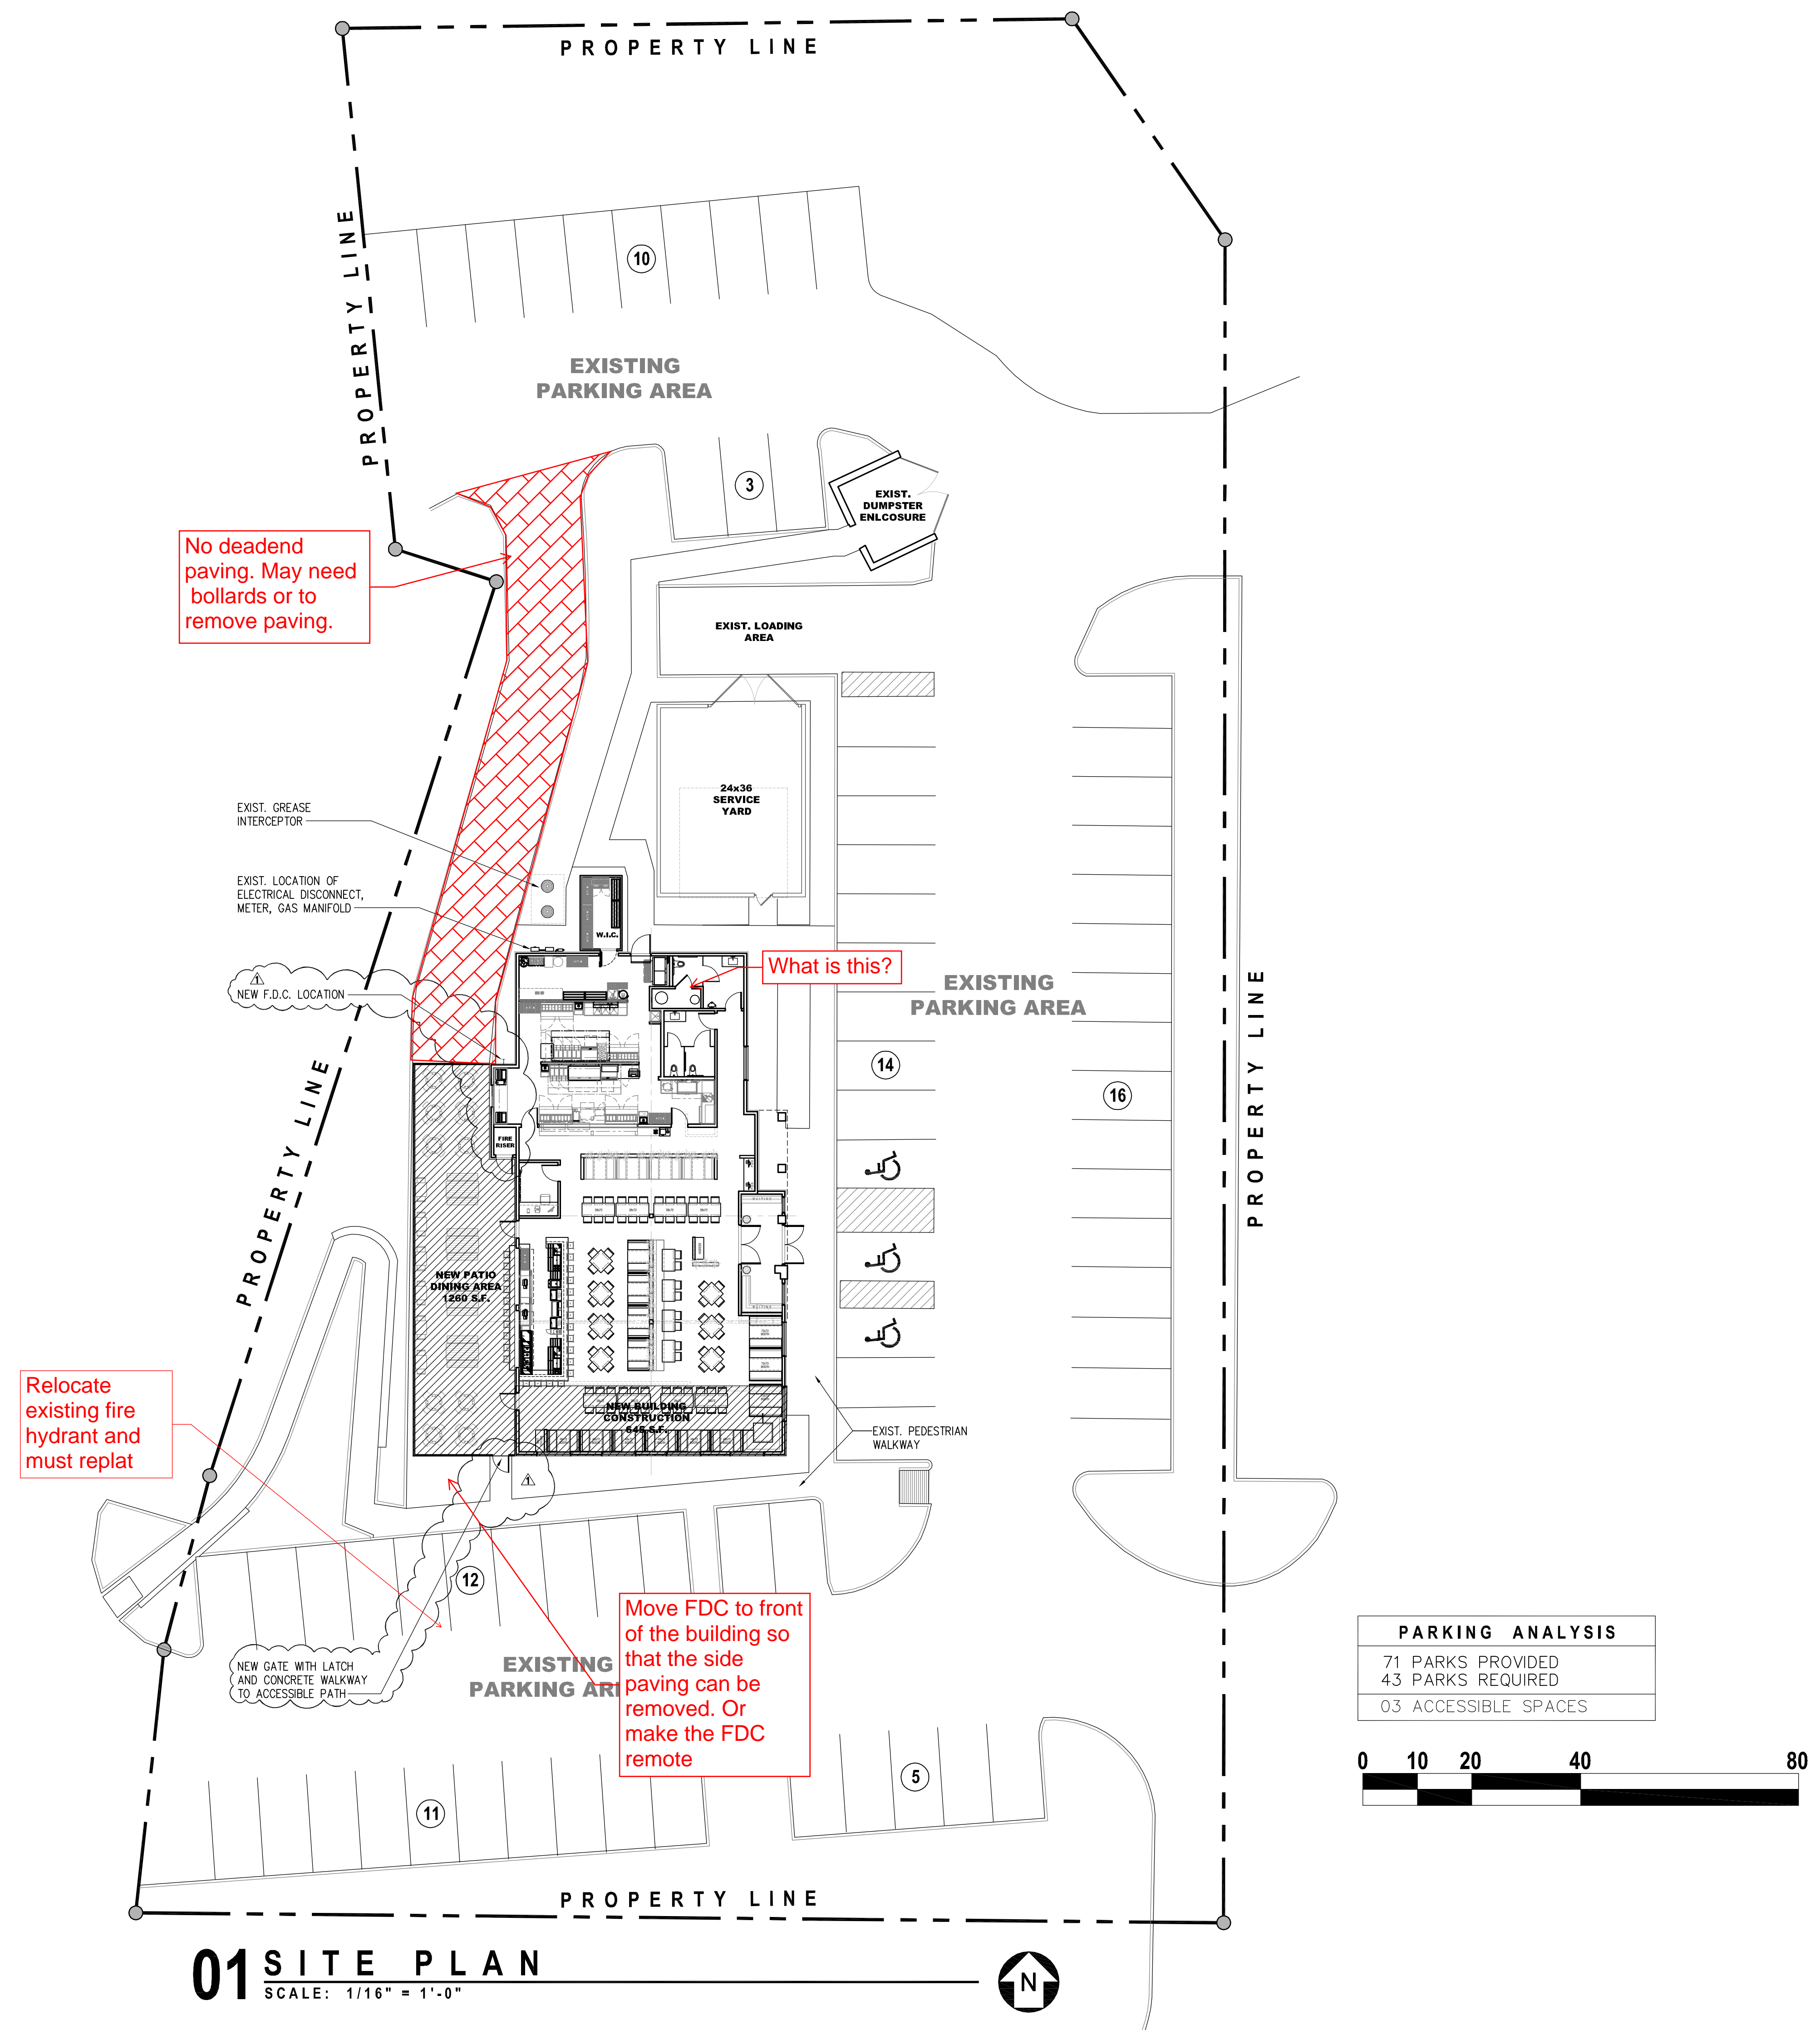 PROPERTY LINE
PROPERTY LINE
10
EXISTING
PARKING AREA
3
EXIST.
DUMPSTER
ENLCOSURE
No deadend
paving. May need
bollards or to
remove paving.
EXIST. LOADING
AREA
24x36
SERVICE
YARD
EXIST. GREASE
INTERCEPTOR
EXIST. LOCATION OF
ELECTRICAL DISCONNECT,
METER, GAS MANIFOLD
W.I.C.
What is this?
1
NEW F.D.C. LOCATION
EXISTING
PARKING AREA
PROPERTY LINE
PROPERTY LINE
14
16
FIRE
RISER
WAITING
NEW PATIO
DINING AREA
1260 S.F.
WAITING
NEW BUILDING
CONSTRUCTION
645 S.F.
Relocate
existing fire
hydrant and
must replat
EXIST. PEDESTRIAN
WALKWAY
1
12
Move FDC to front
of the building so
that the side
paving can be
removed. Or
make the FDC
remote
NEW GATE WITH LATCH
AND CONCRETE WALKWAY
TO ACCESSIBLE PATH
EXISTING
PARKING ARE
PARKING ANALYSIS
71 PARKS PROVIDED
43 PARKS REQUIRED
03 ACCESSIBLE SPACES
0 10 20 40 80
5
11
PROPERTY LINE
01 SITE PLAN
SCALE: 1/16" = 1'-0"
N